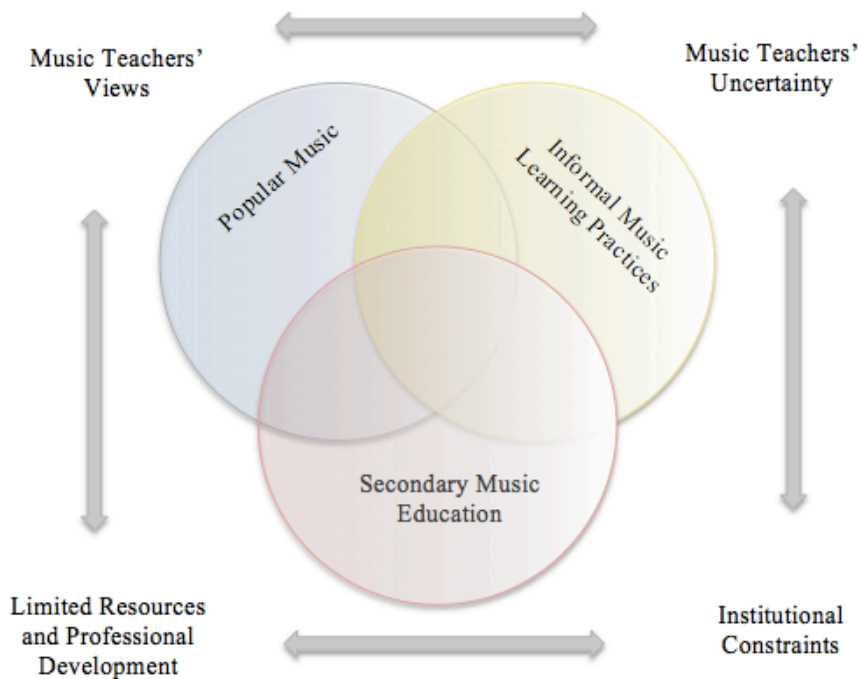 Music Teachers’
Views
Music Teachers’
Uncertainty
Popular Music
Informal Music
Learning Practices
Secondary Music
Education
Limited Resources
and Professional
Development
Institutional
Constraints